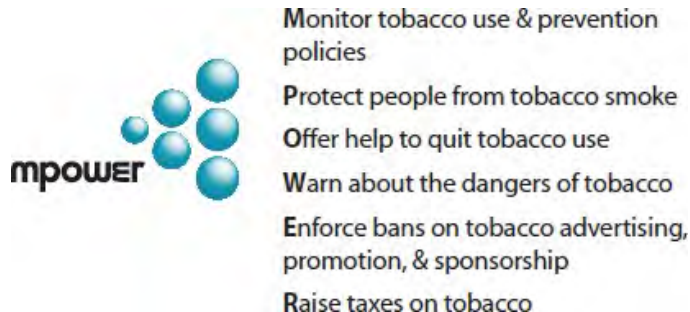 mpower
Monitor tobacco use & prevention
policies
Protect people from tobacco smoke
Offer help to quit tobacco use
Warn about the dangers of tobacco
Enforce bans on tobacco advertising,
promotion, & sponsorship
Raise taxes on tobacco